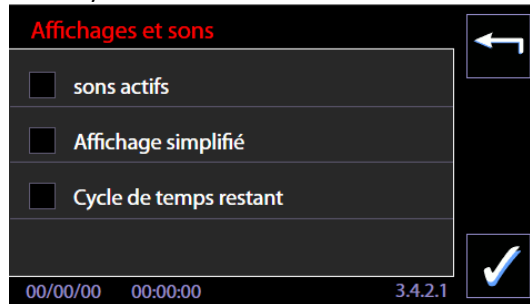 Affichages et sons
sons actifs
Affichage simplifié
Cycle de temps restant
00/00/00 00:00:00 3.4.2.1